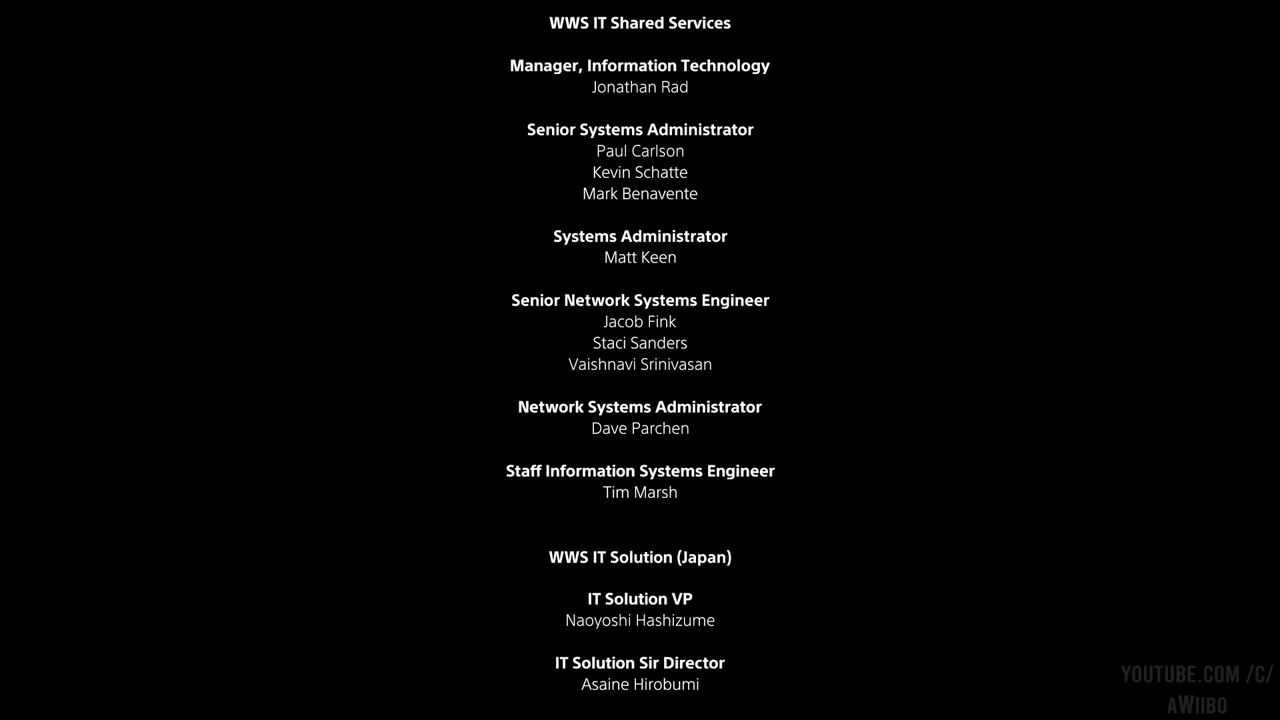 WWS IT Shared Services
Manager, Information Technology
Jonathan Rad
Senior Systems Administrator
Paul Carlson
Kevin Schatte
Mark Benavente
Systems Administrator
Matt Keen
Senior Network Systems Engineer
Jacob Fink
Staci Sanders
Vaishnavi Srinivasan
Network Systems Administrator
Dave Parchen
Staff Information Systems Engineer
Tim Marsh
WWS IT Solution (Japan)
IT Solution VP
Naoyoshi Hashizume
IT Solution Sir Director
Asaine Hirobumi
YOUTUBE.COM /C/
AWIIBO